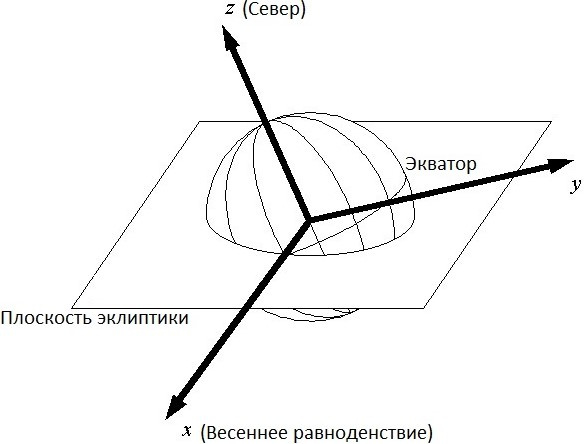 z (Север)
Экватор
y
Плоскость эклиптики
x (Весеннее равноденствие)